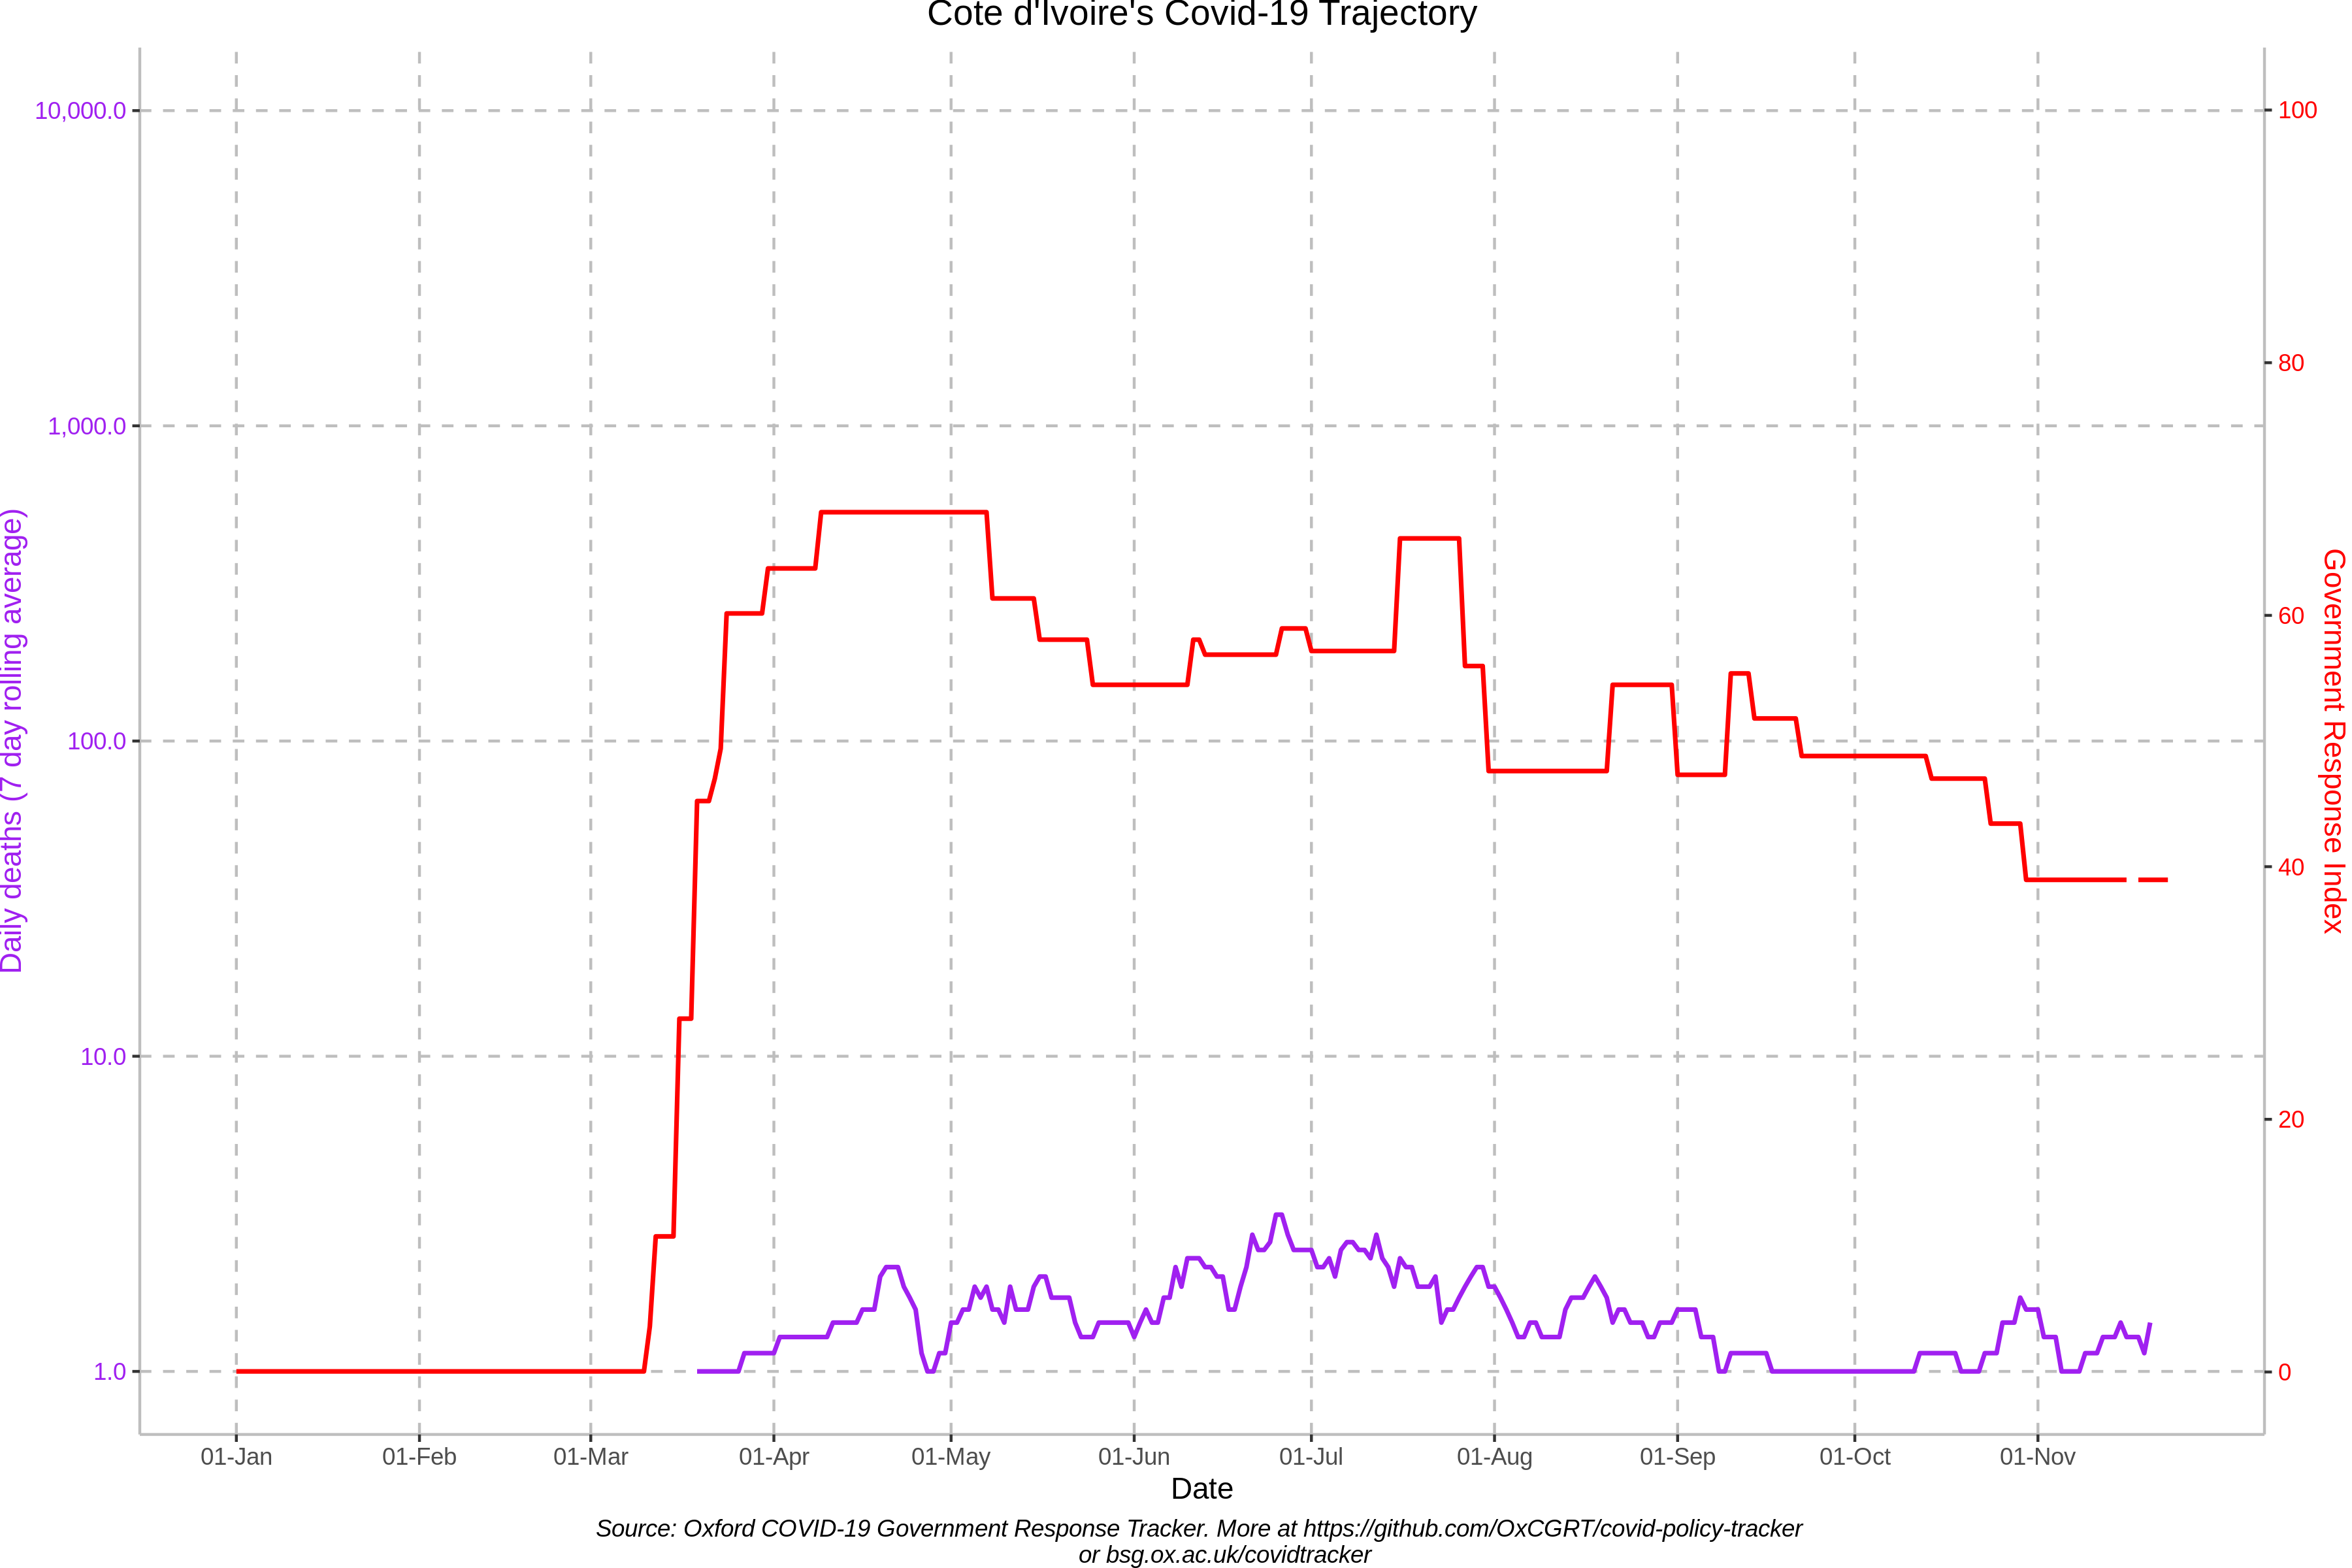 Cote d'Ivoire's Covid-19 Trajectory
10,000.0
1,000.0
100.0
10.0
1.0
Daily deaths (7 day rolling average)
100
80
60
40
20
0
Government Response Index
01-Jan
01-Feb
01-Mar
01-Apr
01-May
01-Jun
01-Jul
01-Aug
01-Sep
01-Oct
01-Nov
Date
Source: Oxford COVID-19 Government Response Tracker. More at https://github.com/OxCGRT/covid-policy-tracker
or bsg.ox.ac.uk/covidtracker